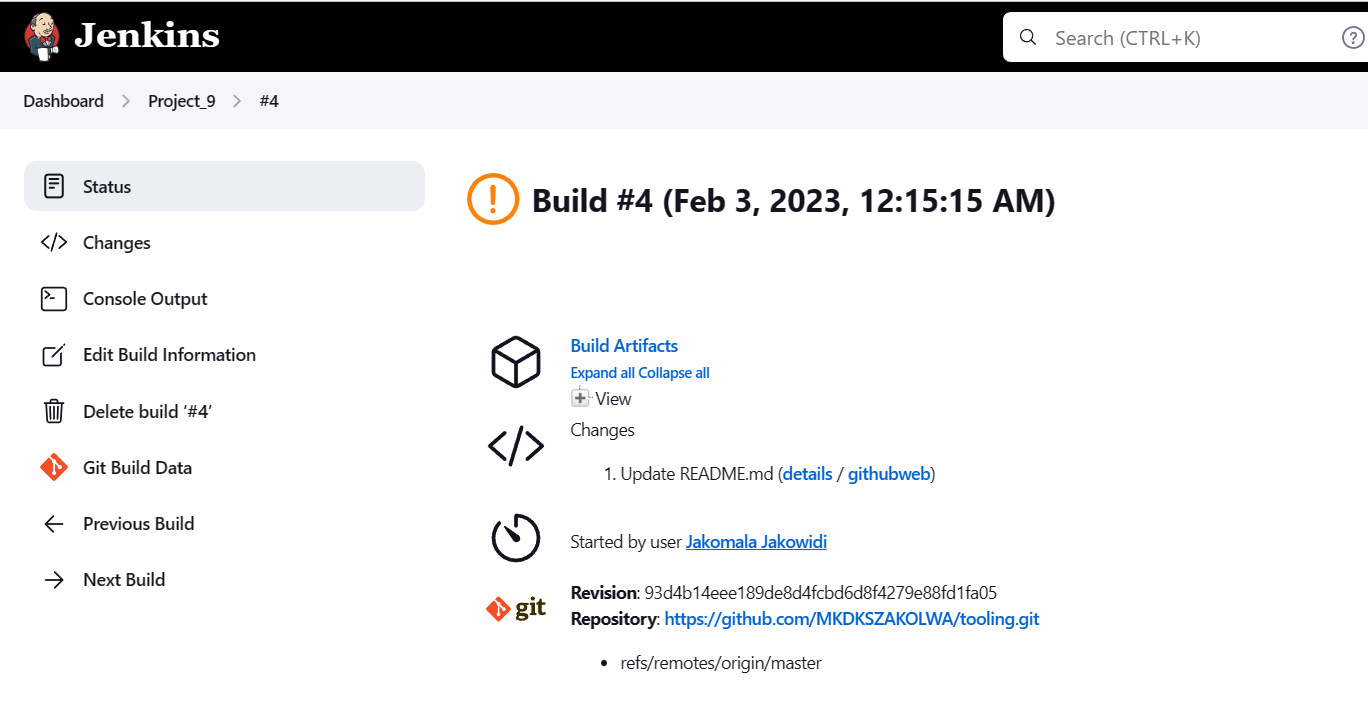 Jenkins
Search (CTRL+K)
?
Dashboard > Project_9 > #4
Status
Changes
Console Output
Edit Build Information
Delete build ‘#4’
Git Build Data
Previous Build
Next Build
Build #4 (Feb 3, 2023, 12:15:15 AM)
Build Artifacts
Expand all Collapse all
View
Changes
1. Update README.md (details / githubweb)
Started by user Jakomala Jakowidi
git
Revision: 93d4b14eee189de8d4fcbd6d8f4279e88fd1fa05
Repository: https://github.com/MKDKSZAKOLWA/tooling.git
• refs/remotes/origin/master